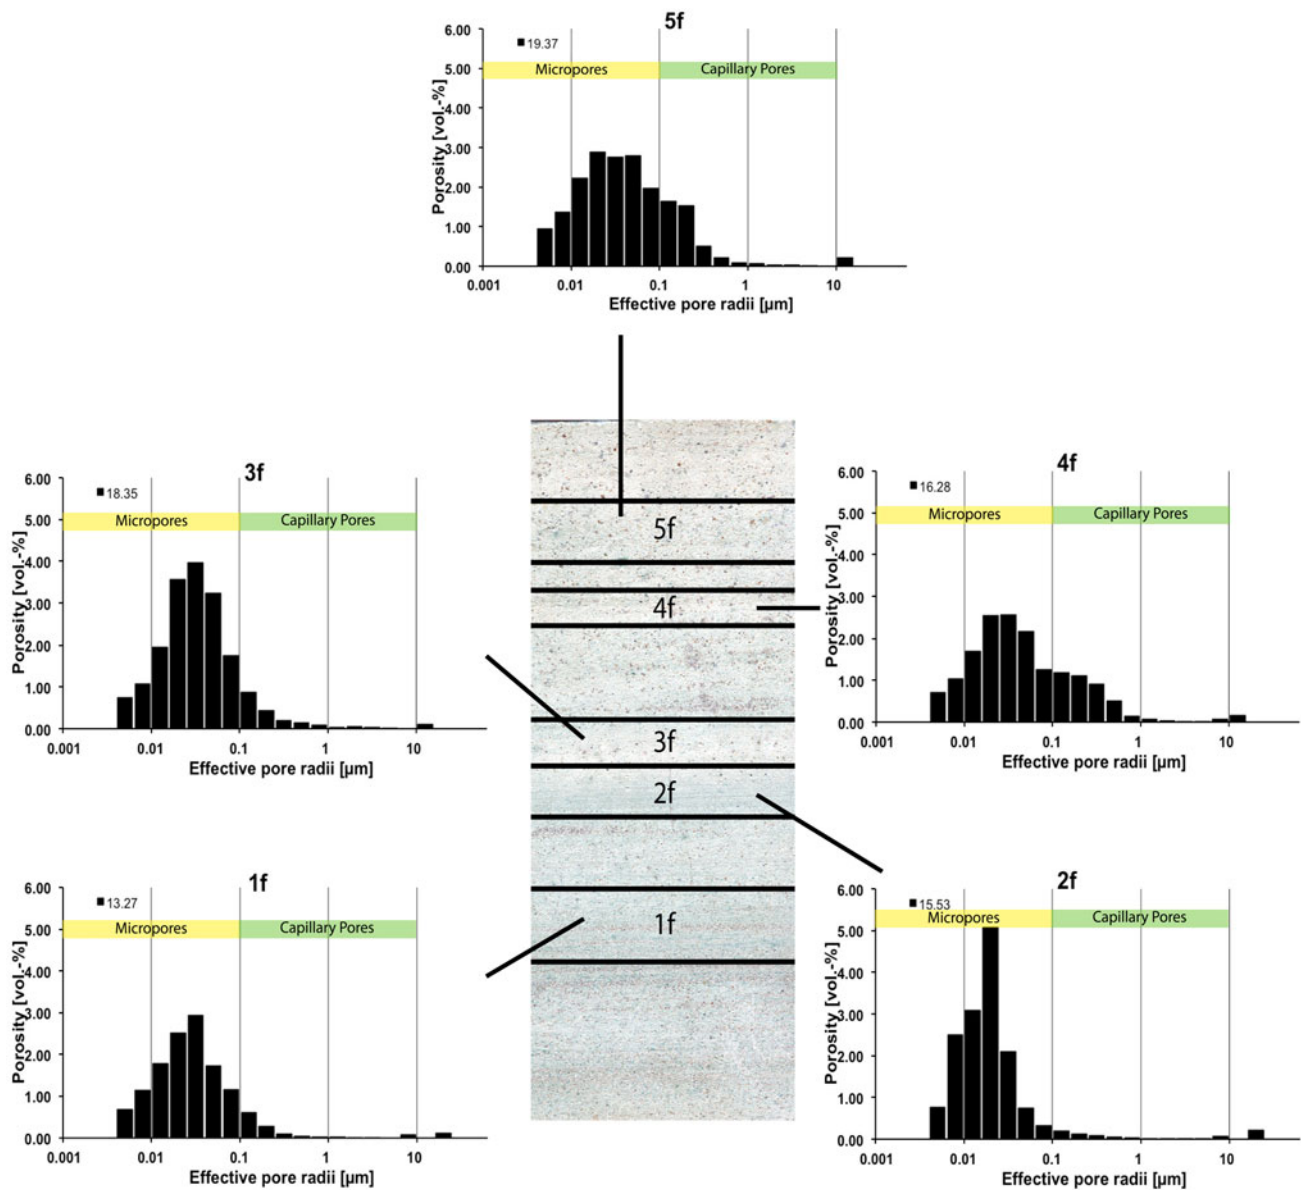 5f
6.00
19.37
5.00
Micropores
Capillary Pores
4.00
3.00
2.00
1.00
0.00
Porosity [vol.-%]
0.001 0.01 0.1 1 10
Effective pore radii [µm]
3f
6.00
18.35
5.00
Micropores
Capillary Pores
4.00
3.00
2.00
1.00
0.00
Porosity [vol.-%]
0.001 0.01 0.1 1 10
Effective pore radii [µm]
5f
4f
3f
2f
1f
4f
6.00
16.28
5.00
Micropores
Capillary Pores
4.00
3.00
2.00
1.00
0.00
Porosity [vol.-%]
0.001 0.01 0.1 1 10
Effective pore radii [µm]
1f
6.00
13.27
5.00
Micropores
Capillary Pores
4.00
3.00
2.00
1.00
0.00
Porosity [vol.-%]
0.001 0.01 0.1 1 10
Effective pore radii [µm]
2f
6.00
15.53
5.00
Micropores
Capillary Pores
4.00
3.00
2.00
1.00
0.00
Porosity [vol.-%]
0.001 0.01 0.1 1 10
Effective pore radii [µm]